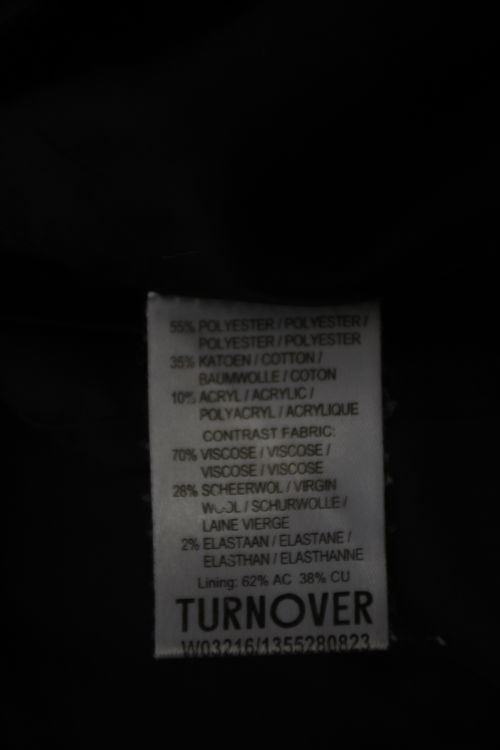 55% POLYESTER / POLYESTER /
POLYESTER / POLYESTER
35% KATOEN / COTTON /
BAUMWOLLE / COTON
10% ACRYL / ACRYLIC /
POLYACRYL / ACRYLIQUE
CONTRAST FABRIC:
70% VISCOSE / VISCOSE /
VISCOSE / VISCOSE
28% SCHEERWOL / VIRGIN
WOOL / SCHURWOLLE /
LAINE VIERGE
2% ELASTAAN / ELASTANE /
ELASTHAN / ELASTHANNE
Lining: 62% AC 38% CU
TURNOVER
W03216/1355280823